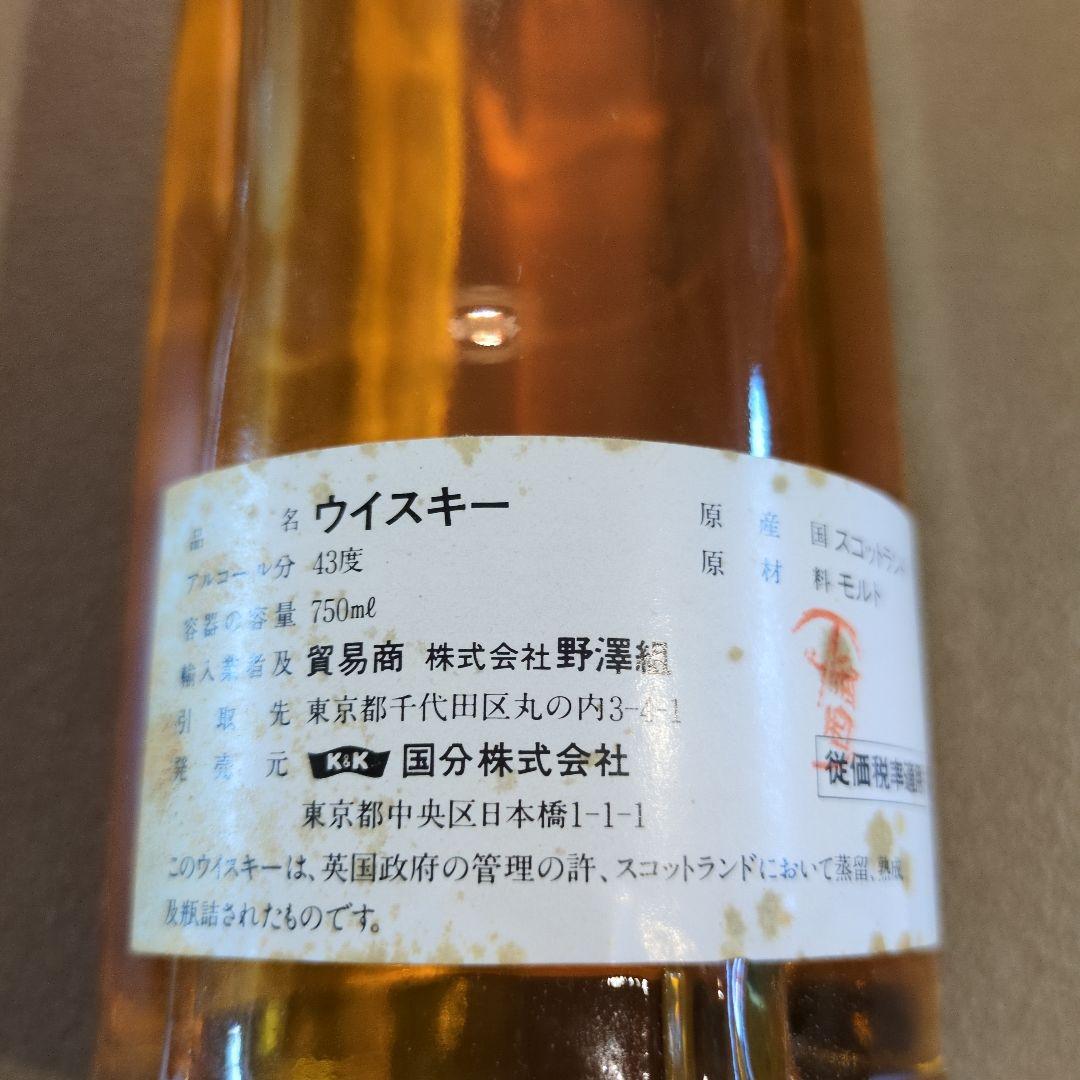 品名 ウイスキー 原産国 スコットランド
アルコール分 43度 原材料 モルト
容器の容量 750mℓ
輸入業者及 貿易商 株式会社野澤組
引取先 東京都千代田区丸の内3-4-1
発売元 K&K 国分株式会社
従価税率適用
東京都中央区日本橋1-1-1
このウイスキーは、英国政府の管理の許、スコットランドにおいて蒸留、熟成
及瓶詰されたものです。